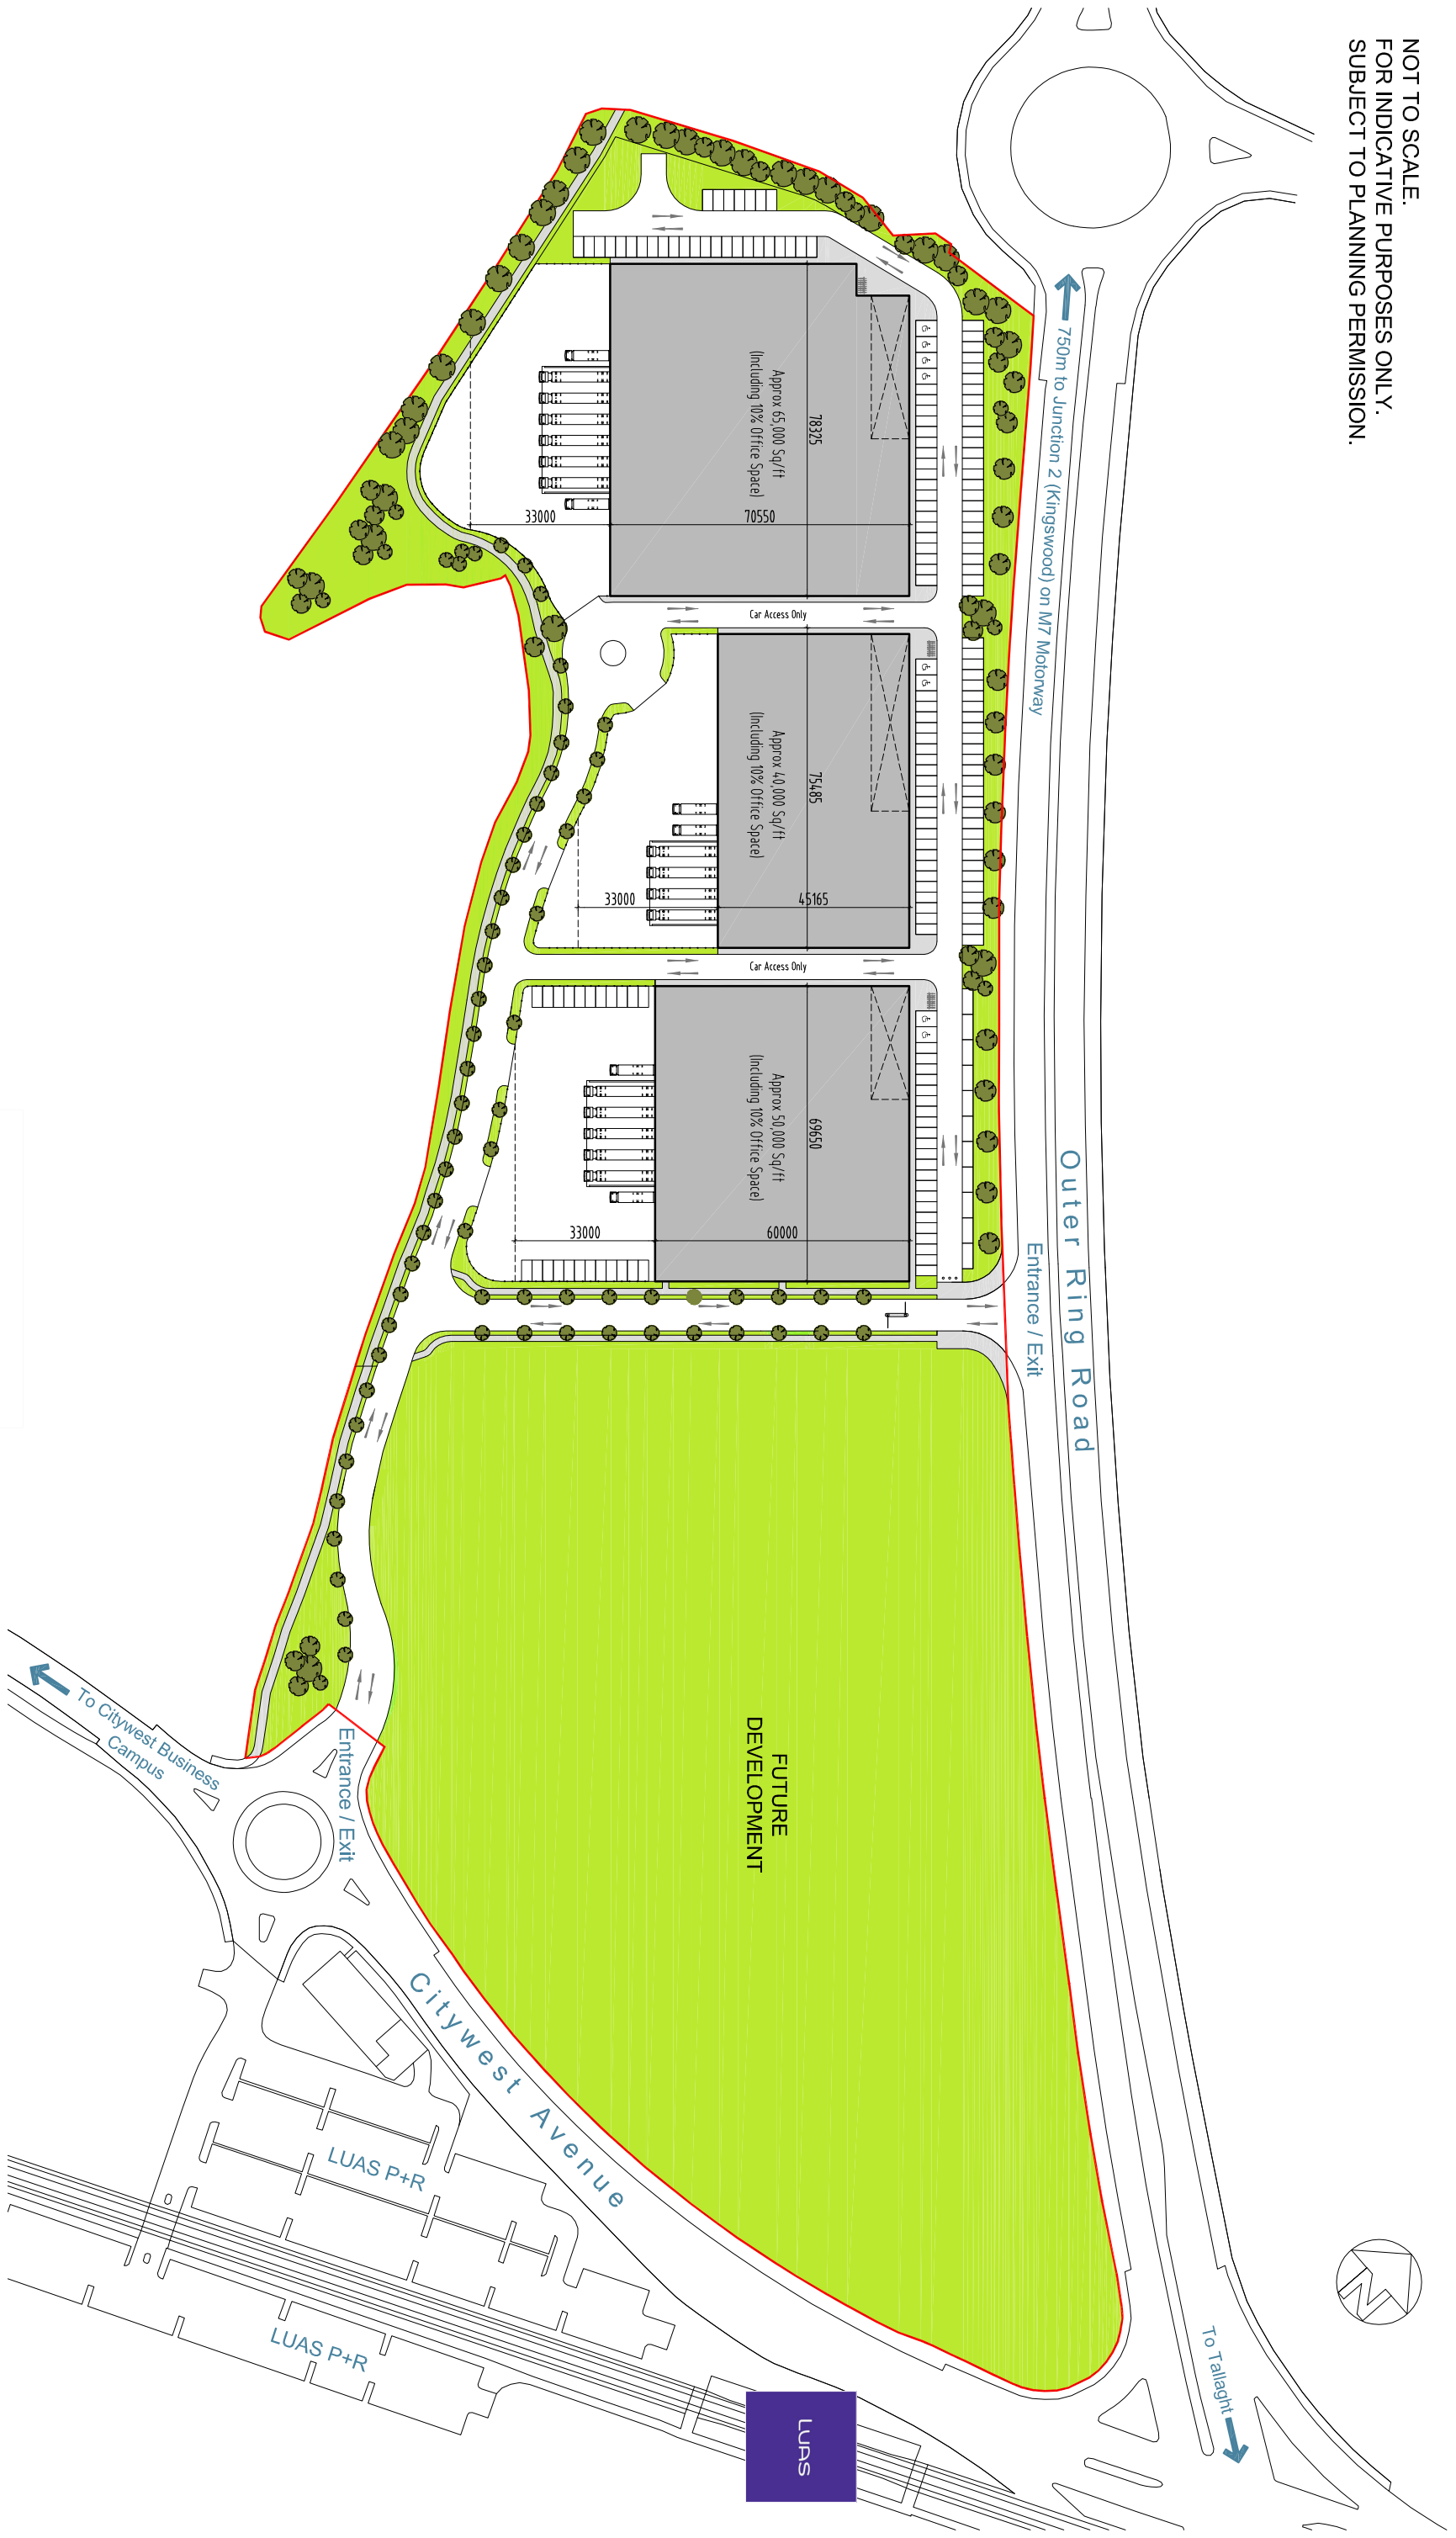 NOT TO SCALE.
FOR INDICATIVE PURPOSES ONLY.
SUBJECT TO PLANNING PERMISSION.
750m to Junction 2 (Kingswood) on M7 Motorway
Outer Ring Road
Entrance / Exit
To Tallaght
78325
Approx 65,000 Sq/ft
(Including 10% Office Space)
70550
33000
Car Access Only
75485
Approx 40,000 Sq/ft
(Including 10% Office Space)
45165
33000
Car Access Only
69650
Approx 50,000 Sq/ft
(Including 10% Office Space)
60000
33000
FUTURE
DEVELOPMENT
Entrance / Exit
To Citywest Business
Campus
Citywest Avenue
LUAS P+R
LUAS P+R
LUAS
N